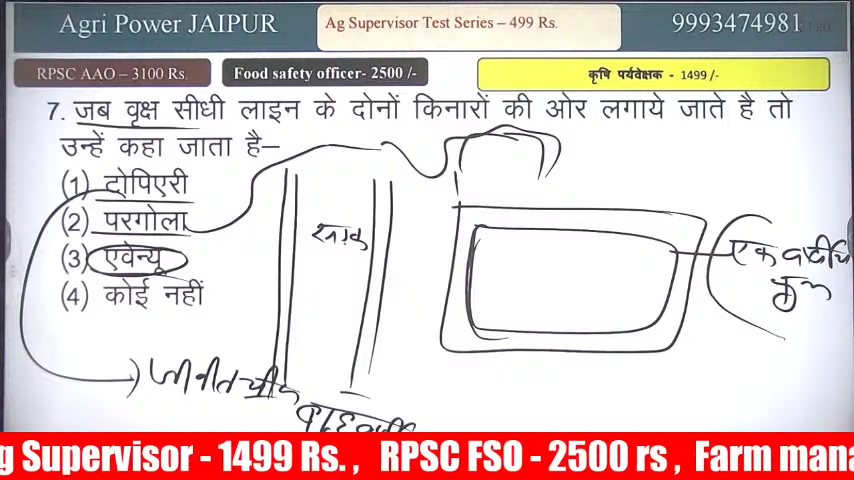 Agri Power JAIPUR
Ag Supervisor Test Series – 499 Rs.
9993474981
RPSC AAO – 3100 Rs.
Food safety officer- 2500 /-
कृषि पर्यवेक्षक - 1499 /-
7. जब वृक्ष सीधी लाइन के दोनों किनारों की ओर लगाये जाते है तो
उन्हें कहा जाता है–
(1) टोपिएरी
(2) परगोला
(3) एवेन्यू
(4) कोई नहीं
सड़क
एक वर्षीय
g Supervisor - 1499 Rs. , RPSC FSO - 2500 rs , Farm mana